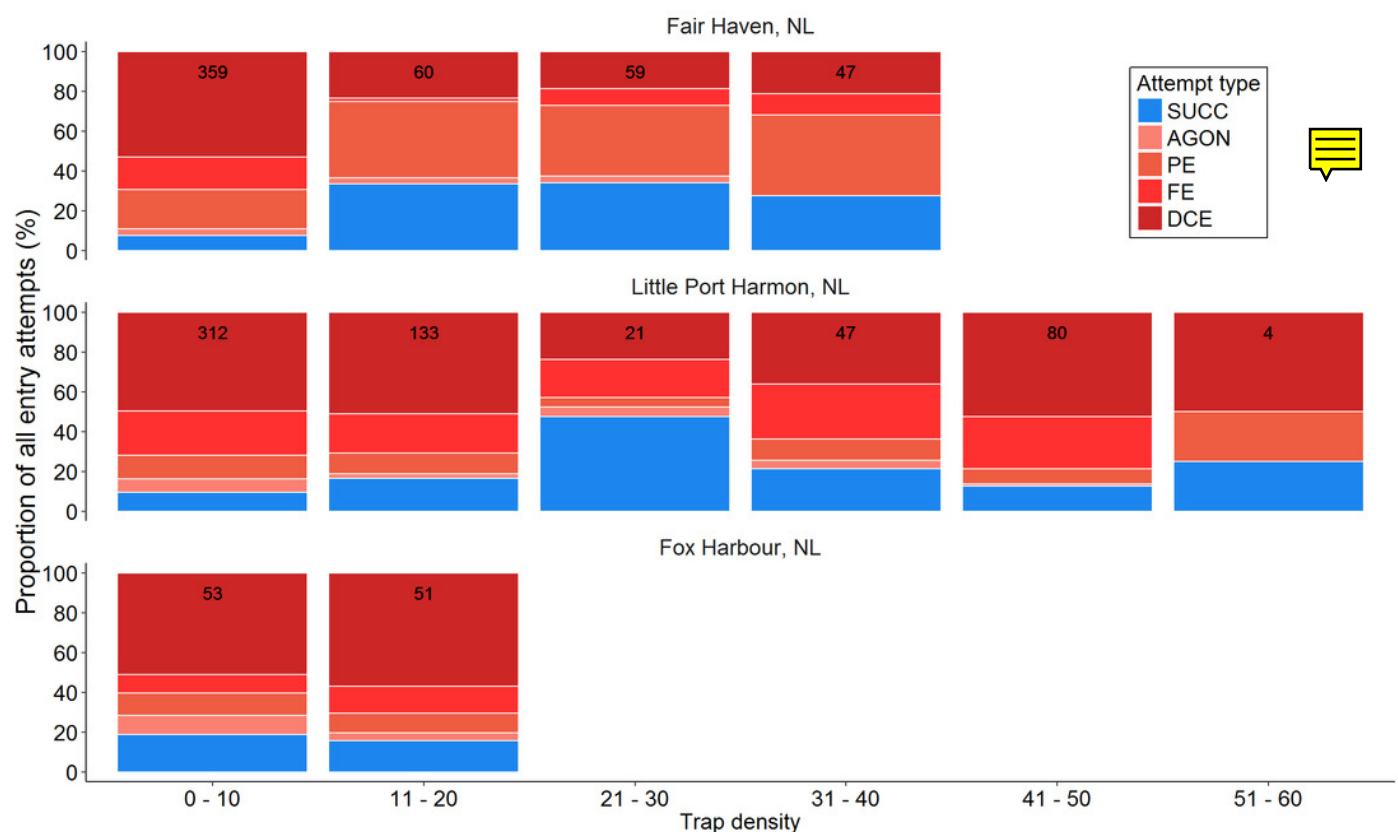 Fair Haven, NL
100
80
60
40
20
0
359
60
59
47
Attempt type
SUCC
AGON
PE
FE
DCE
Proportion of all entry attempts (%)
Little Port Harmon, NL
100
80
60
40
20
0
312
133
21
47
80
4
Fox Harbour, NL
100
80
60
40
20
0
53
51
0 - 10
11 - 20
21 - 30
31 - 40
41 - 50
51 - 60
Trap density